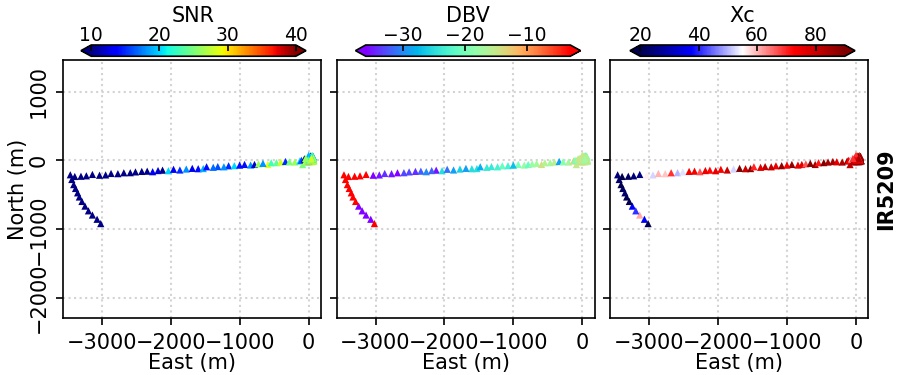 SNR
DBV
Xc
10 20 30 40
−30 −20 −10
20 40 60 80
North (m)
1000
0
−1000
−2000
−3000 −2000 −1000 0
−3000 −2000 −1000 0
−3000 −2000 −1000 0
East (m)
East (m)
East (m)
IR5209